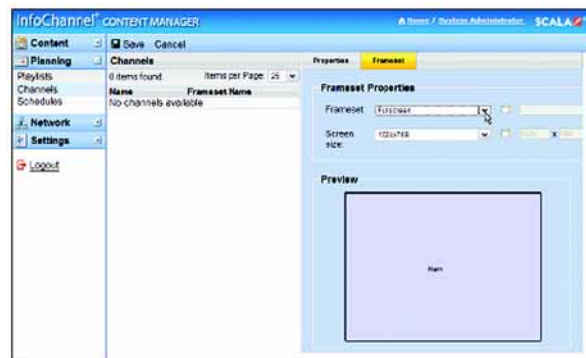 InfoChannel® CONTENT MANAGER
Home / System Administrator
SCALA
Content
Save Cancel
Planning
Playlists
Channels
Schedules
Network
Settings
Logout
Channels
0 items found Items per Page: 25
Name Frameset Name
No channels available
Properties Frameset
Frameset Properties
Frameset Fullscreen
Screen size: 1024x768 x
Preview
Main